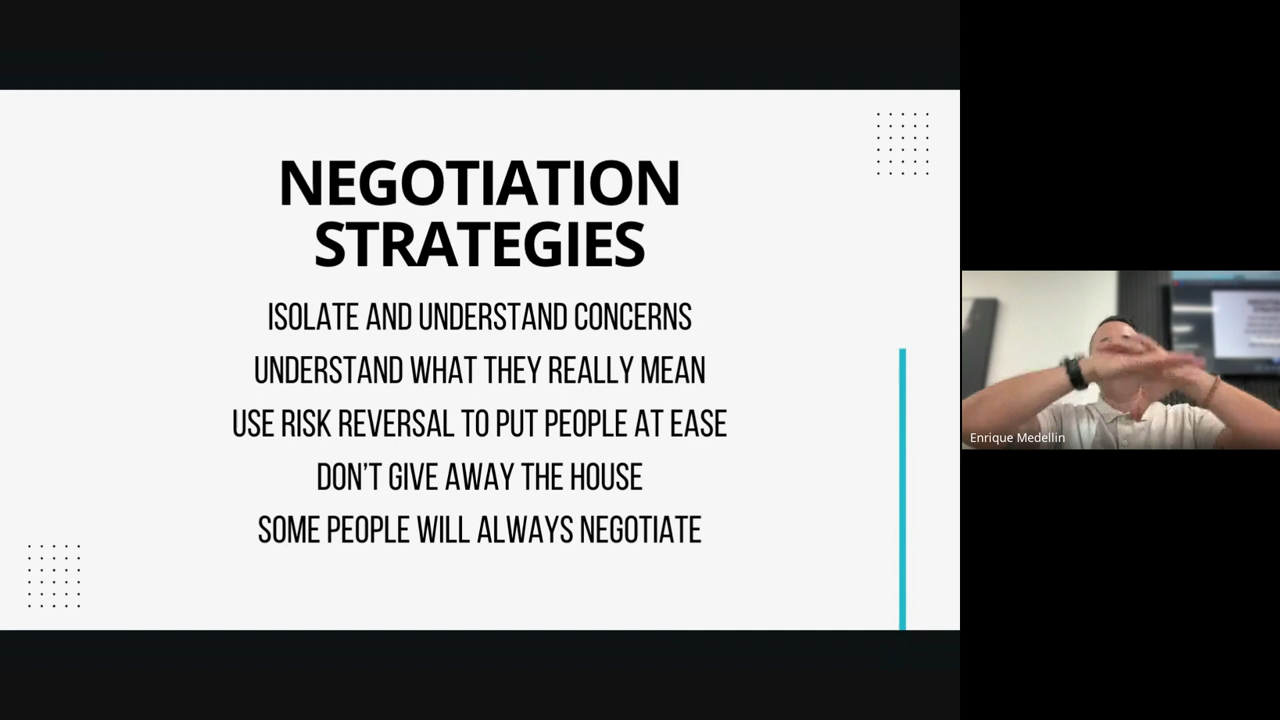 NEGOTIATION
STRATEGIES
ISOLATE AND UNDERSTAND CONCERNS
UNDERSTAND WHAT THEY REALLY MEAN
USE RISK REVERSAL TO PUT PEOPLE AT EASE
DON'T GIVE AWAY THE HOUSE
SOME PEOPLE WILL ALWAYS NEGOTIATE
Enrique Medellin